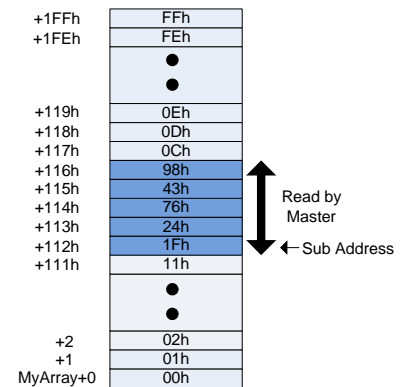 +1FFh FFh
+1FEh FEh
+119h 0Eh
+118h 0Dh
+117h 0Ch
+116h 98h
+115h 43h
+114h 76h
Read by
Master
+113h 24h
+112h 1Fh Sub Address
+111h 11h
+2 02h
+1 01h
MyArray+0 00h